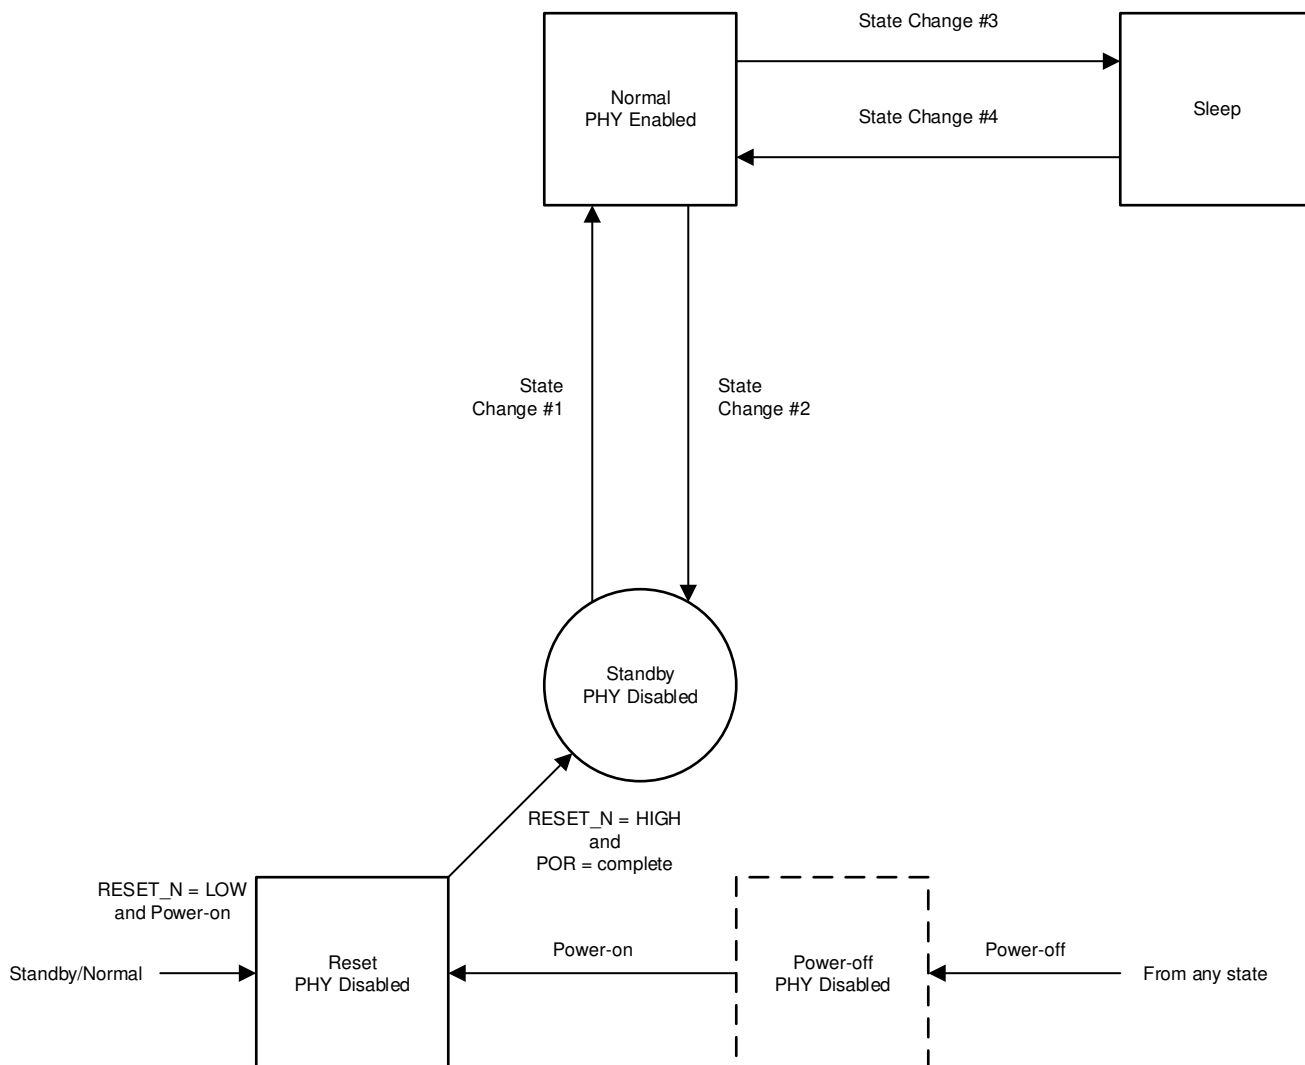 State Change #3
Normal
PHY Enabled
State Change #4
Sleep
State
Change #1
State
Change #2
Standby
PHY Disabled
RESET_N = HIGH
and
POR = complete
RESET_N = LOW
and Power-on
Standby/Normal
Reset
PHY Disabled
Power-on
Power-off
PHY Disabled
Power-off
From any state